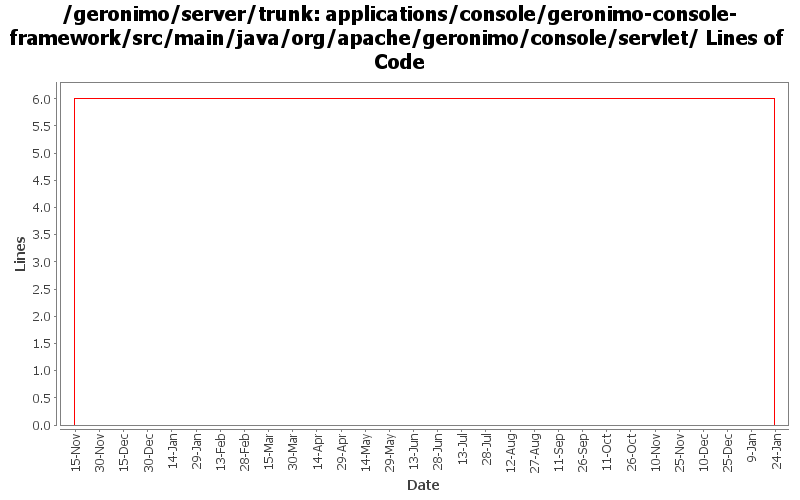 /geronimo/server/trunk: applications/console/geronimo-console-
framework/src/main/java/org/apache/geronimo/console/servlet/ Lines of
Code
6.0
5.5
5.0
4.5
4.0
3.5
3.0
2.5
2.0
1.5
1.0
0.5
0.0
Lines
15-Nov
30-Nov
15-Dec
30-Dec
14-Jan
29-Jan
13-Feb
28-Feb
15-Mar
30-Mar
14-Apr
29-Apr
14-May
29-May
13-Jun
28-Jun
13-Jul
28-Jul
12-Aug
27-Aug
11-Sep
26-Sep
11-Oct
26-Oct
10-Nov
25-Nov
10-Dec
25-Dec
9-Jan
24-Jan
Date